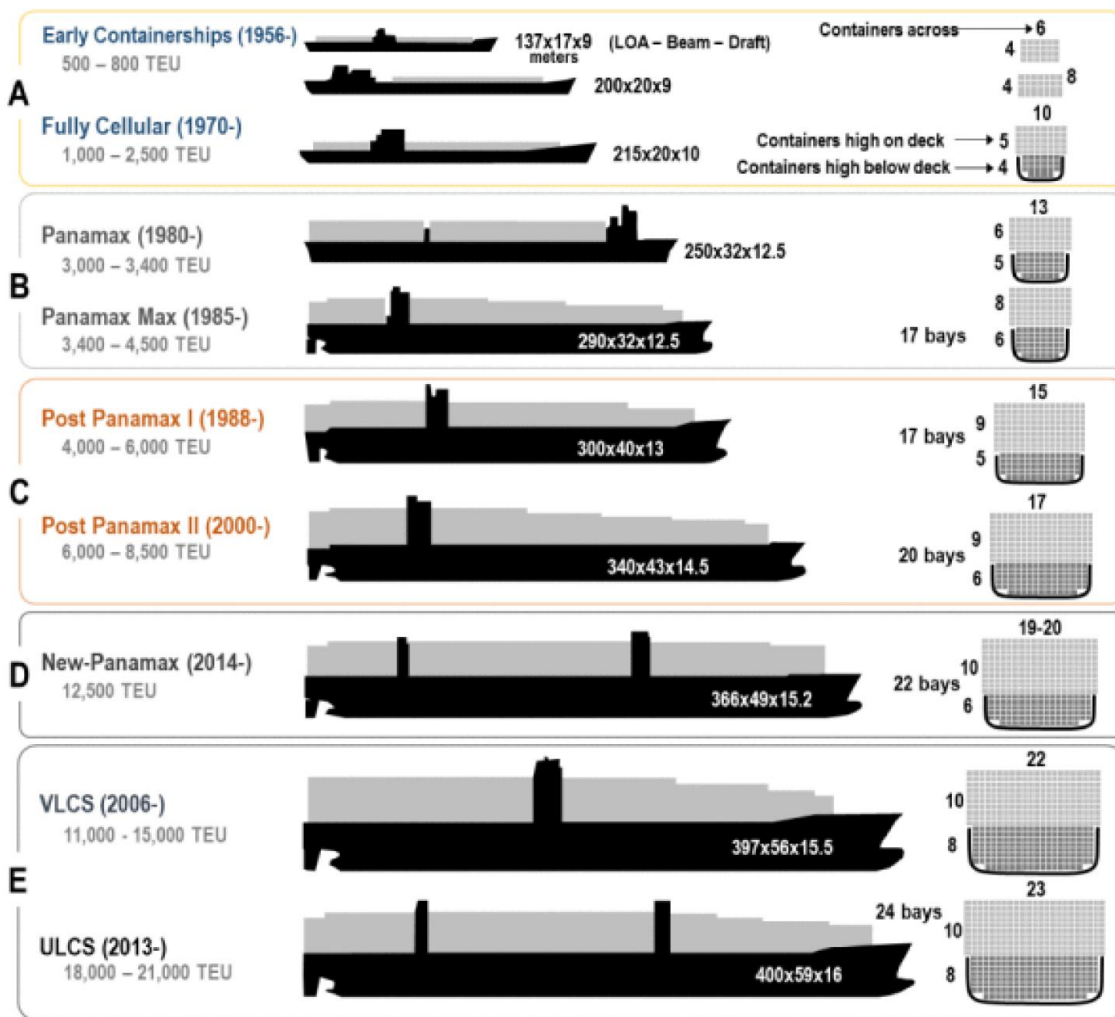 A
Early Containerships (1956-)
500 – 800 TEU
137x17x9
meters
(LOA – Beam – Draft)
200x20x9
Containers across
6
4
4
8
Fully Cellular (1970-)
1,000 – 2,500 TEU
215x20x10
10
Containers high on deck
5
Containers high below deck
4
B
Panamax (1980-)
3,000 – 3,400 TEU
250x32x12.5
13
6
5
Panamax Max (1985-)
3,400 – 4,500 TEU
290x32x12.5
17 bays
8
6
C
Post Panamax I (1988-)
4,000 – 6,000 TEU
300x40x13
17 bays
15
9
5
Post Panamax II (2000-)
6,000 – 8,500 TEU
340x43x14.5
20 bays
17
9
6
D
New-Panamax (2014-)
12,500 TEU
366x49x15.2
22 bays
19-20
10
6
E
VLCS (2006-)
11,000 - 15,000 TEU
397x56x15.5
22
10
8
ULCS (2013-)
18,000 – 21,000 TEU
400x59x16
24 bays
23
10
8